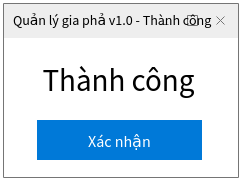 Quản lý gia phả v1.0 - Thành công
Thành công
Xác nhận